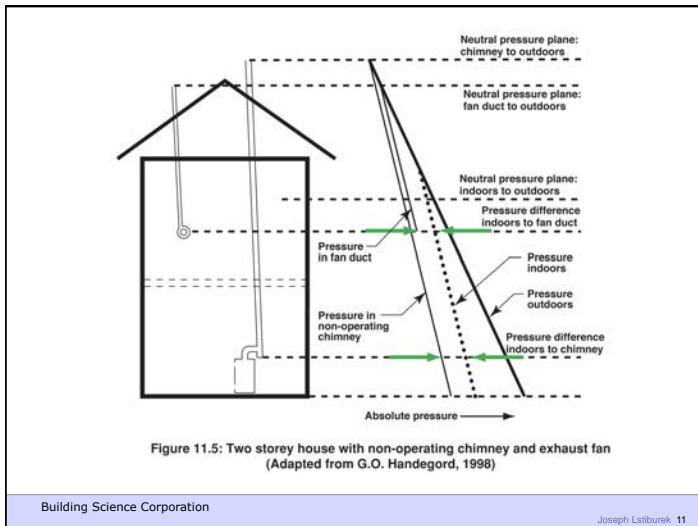 Neutral pressure plane:
chimney to outdoors
Neutral pressure plane:
fan duct to outdoors
Neutral pressure plane:
indoors to outdoors
Pressure difference
indoors to fan duct
Pressure
in fan duct
Pressure
indoors
Pressure
outdoors
Pressure in
non-operating
chimney
Pressure difference
indoors to chimney
Absolute pressure
Figure 11.5: Two storey house with non-operating chimney and exhaust fan
(Adapted from G.O. Handegord, 1998)
Building Science Corporation
Joseph Lstiburek 11